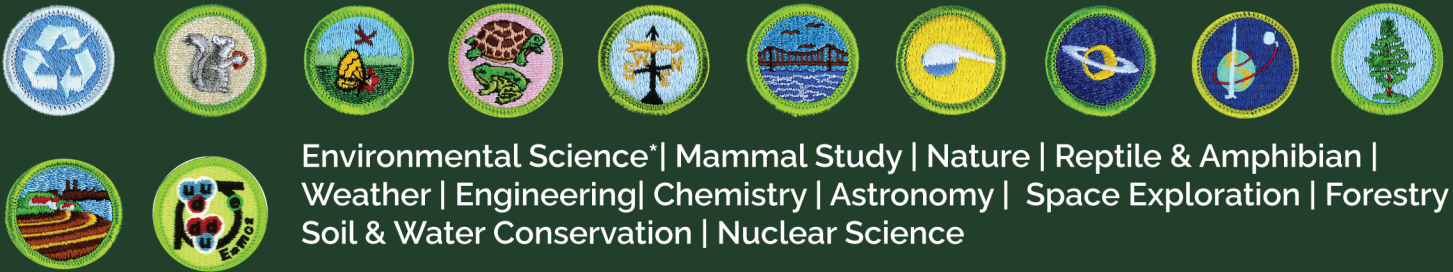 S W N
u u
d e
d d
u
E=mc²
Environmental Science*| Mammal Study | Nature | Reptile & Amphibian |
Weather | Engineering| Chemistry | Astronomy | Space Exploration | Forestry
Soil & Water Conservation | Nuclear Science